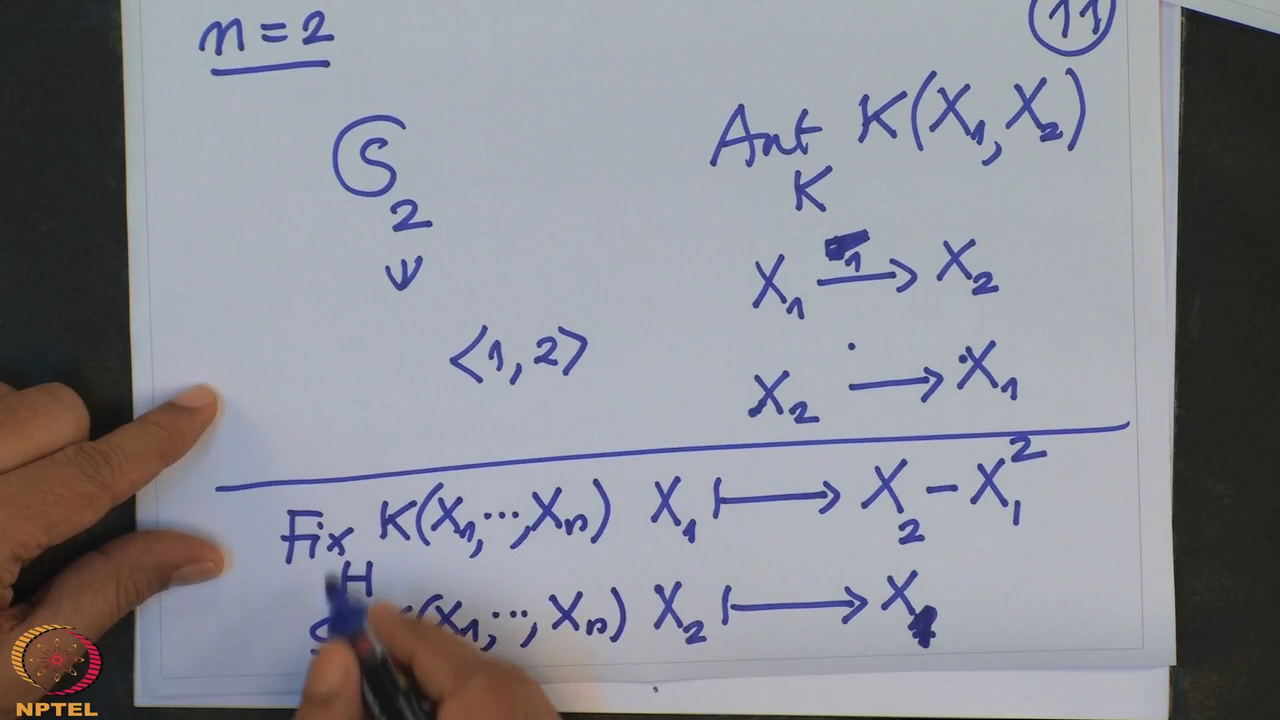 n = 2
11
S₂
Aut K(X₁, X₂)
K
X₁ → X₂
⟨1, 2⟩
X₂ → X₁
Fix K(X₁, ..., Xₙ) X₁ ↦ X₂ - X₁²
H
K(X₁, ..., Xₙ) X₂ ↦ X
NPTEL